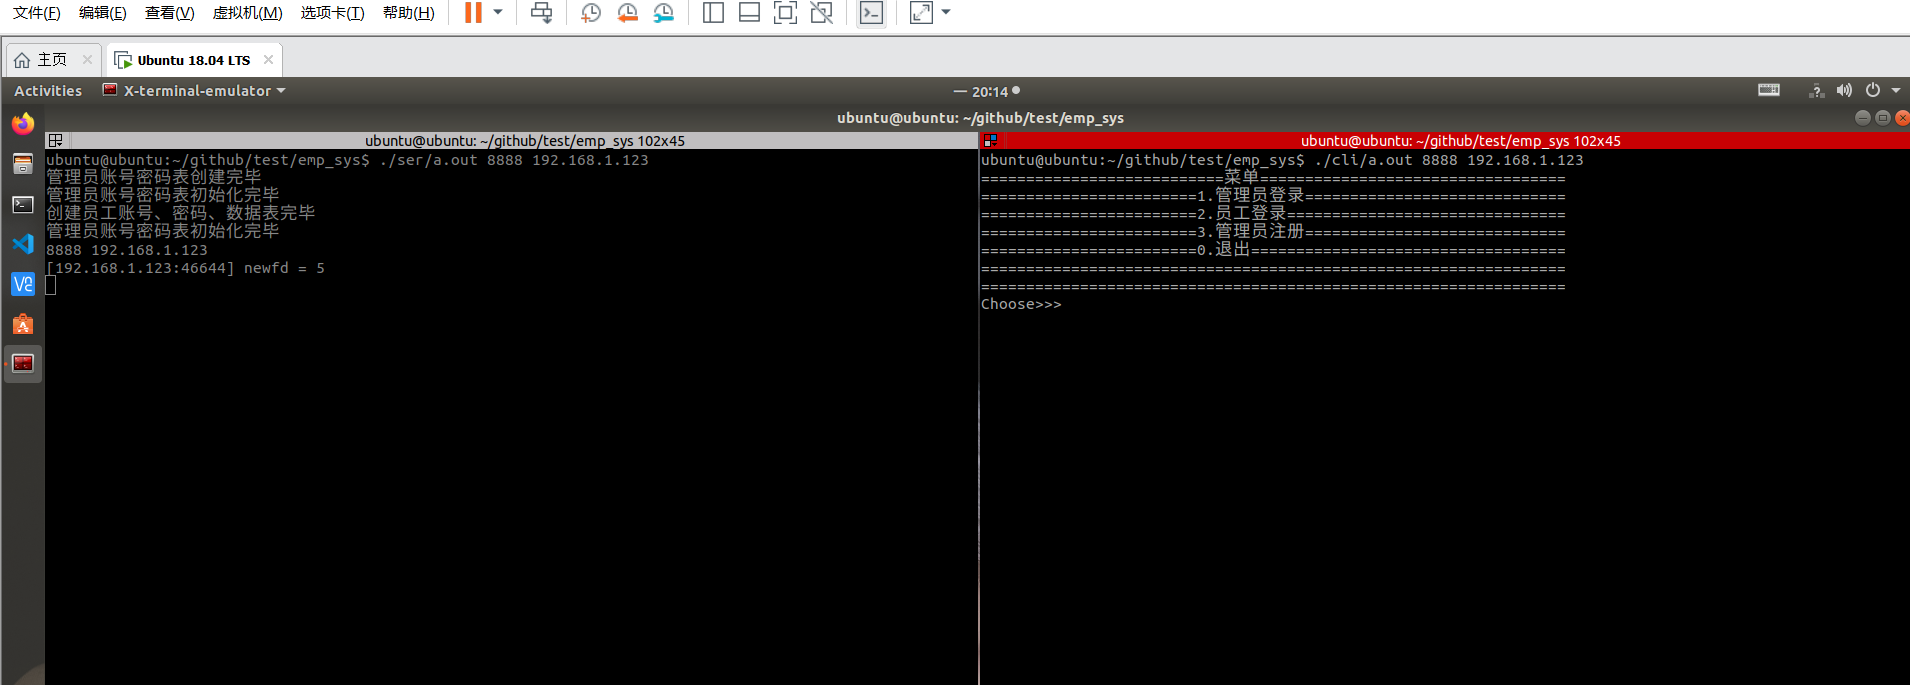 文件(F) 编辑(E) 查看(V) 虚拟机(M) 选项卡(T) 帮助(H)
主页 Ubuntu 18.04 LTS
Activities X-terminal-emulator — 20:14
ubuntu@ubuntu: ~/github/test/emp_sys
ubuntu@ubuntu: ~/github/test/emp_sys 102x45
ubuntu@ubuntu:~/github/test/emp_sys$ ./ser/a.out 8888 192.168.1.123
管理员账号密码表创建完毕
管理员账号密码表初始化完毕
创建员工账号、密码、数据表完毕
管理员账号密码表初始化完毕
8888 192.168.1.123
[192.168.1.123:46644] newfd = 5
ubuntu@ubuntu: ~/github/test/emp_sys 102x45
ubuntu@ubuntu:~/github/test/emp_sys$ ./cli/a.out 8888 192.168.1.123
===========================菜单==================================
========================1.管理员登录=============================
========================2.员工登录===============================
========================3.管理员注册=============================
========================0.退出===================================
=================================================================
=================================================================
Choose>>>